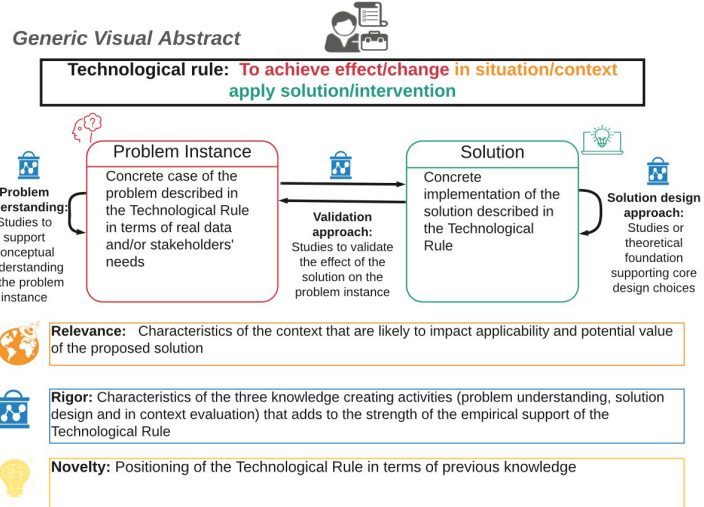 Generic Visual Abstract
Technological rule: To achieve effect/change in situation/context
apply solution/intervention
Problem Instance
Concrete case of the
problem described in
the Technological Rule
in terms of real data
and/or stakeholders'
needs
Solution
Concrete
implementation of the
solution described in
the Technological
Rule
Problem
erstanding:
Studies to
support
onceptual
derstanding
the problem
instance
Validation
approach:
Studies to validate
the effect of the
solution on the
problem instance
Solution design
approach:
Studies or
theoretical
foundation
supporting core
design choices
Relevance: Characteristics of the context that are likely to impact applicability and potential value
of the proposed solution
Rigor: Characteristics of the three knowledge creating activities (problem understanding, solution
design and in context evaluation) that adds to the strength of the empirical support of the
Technological Rule
Novelty: Positioning of the Technological Rule in terms of previous knowledge